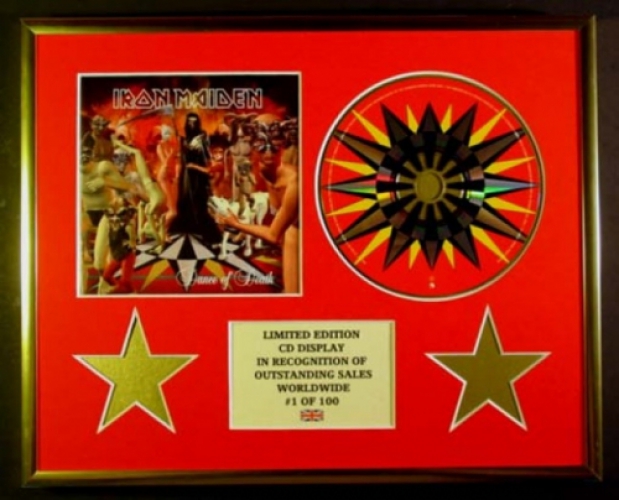 IRON MAIDEN
Dance of Death
LIMITED EDITION
CD DISPLAY
IN RECOGNITION OF
OUTSTANDING SALES
WORLDWIDE
#1 OF 100